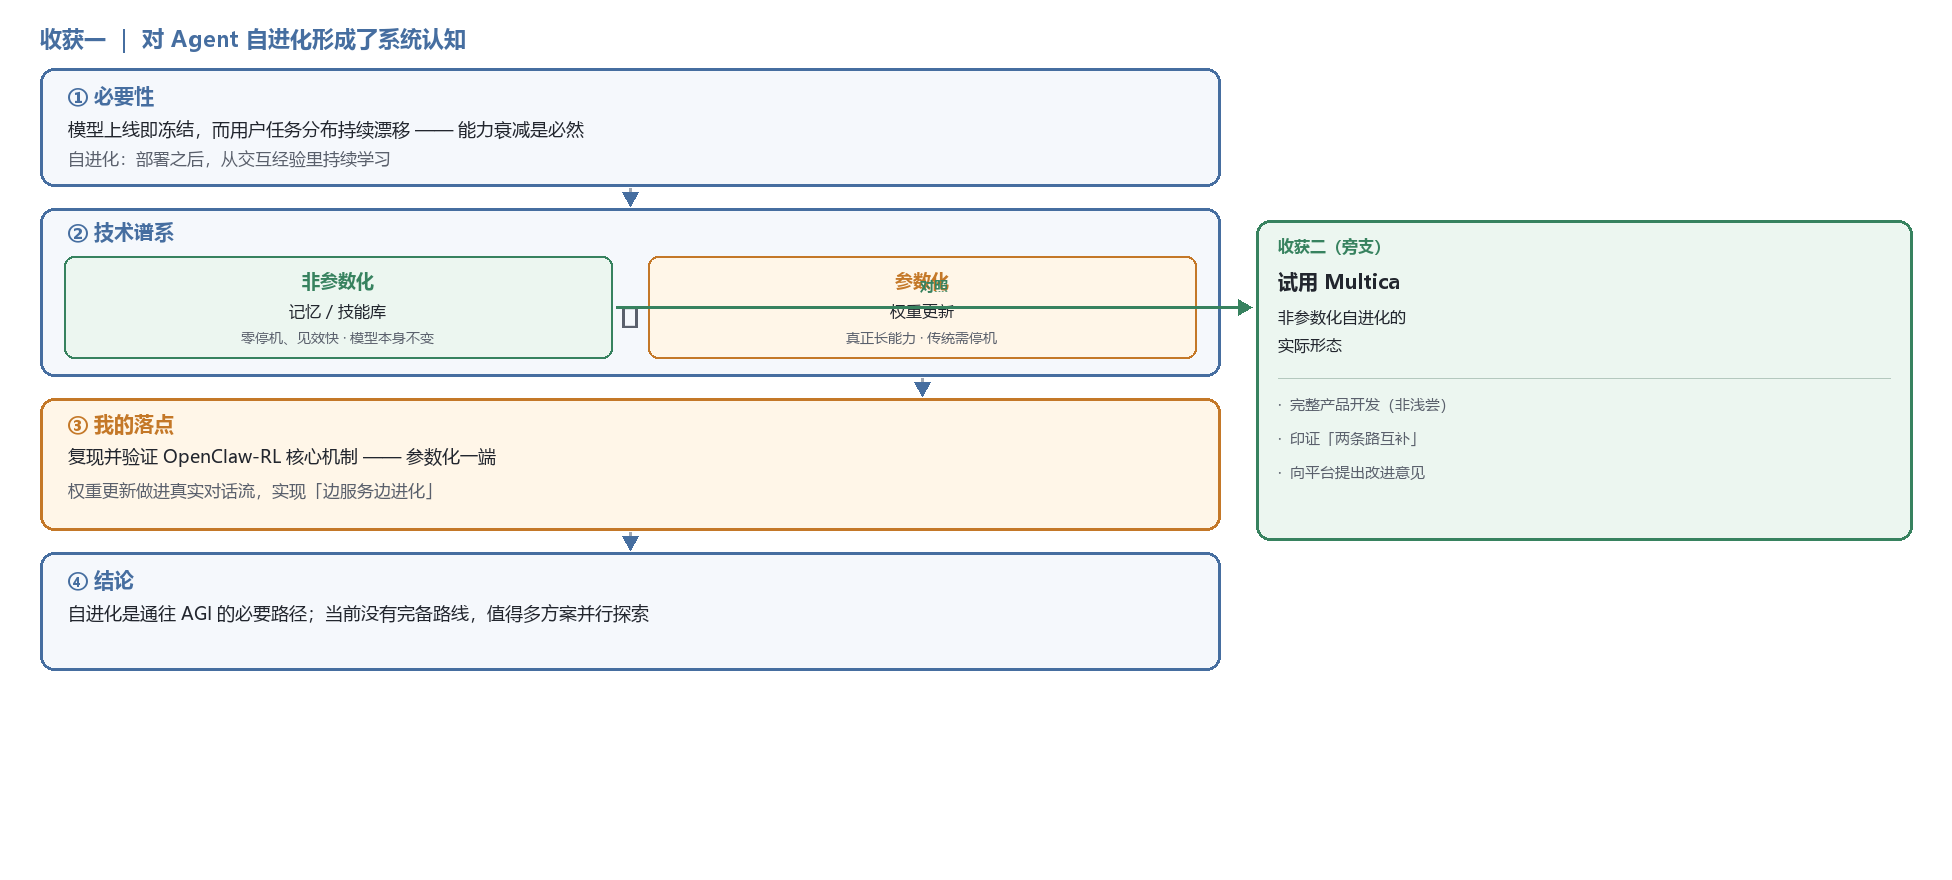 收获一 ｜ 对 Agent 自进化形成了系统认知
① 必要性
模型上线即冻结，而用户任务分布持续漂移 —— 能力衰减是必然
自进化：部署之后，从交互经验里持续学习
② 技术谱系
非参数化
记忆 / 技能库
零停机、见效快 · 模型本身不变
参数化
对照
权重更新
真正长能力 · 传统需停机
③ 我的落点
复现并验证 OpenClaw-RL 核心机制 —— 参数化一端
权重更新做进真实对话流，实现「边服务边进化」
④ 结论
自进化是通往 AGI 的必要路径；当前没有完备路线，值得多方案并行探索
收获二（旁支）
试用 Multica
非参数化自进化的
实际形态
· 完整产品开发（非浅尝）
· 印证「两条路互补」
· 向平台提出改进意见